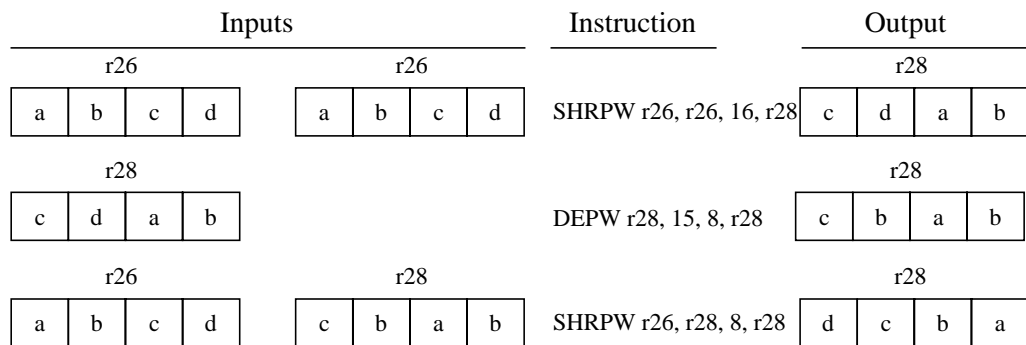 Inputs Instruction Output
r26 r26 r28
a b c d a b c d SHRPW r26, r26, 16, r28 c d a b
r28 r28
c d a b DEPW r28, 15, 8, r28 c b a b
r26 r28 r28
a b c d c b a b SHRPW r26, r28, 8, r28 d c b a